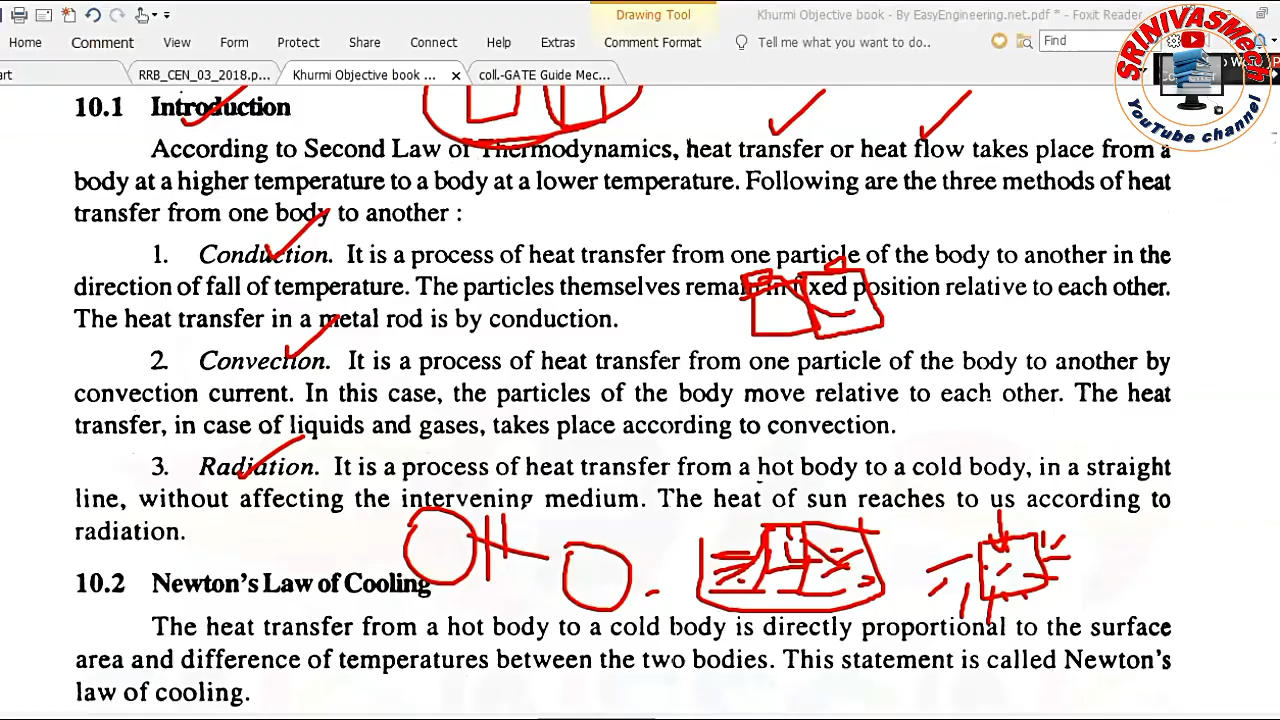 Drawing Tool
Khurmi Objective book - By EasyEngineering.net.pdf * - Foxit Reader
Home Comment View Form Protect Share Connect Help Extras Comment Format Tell me what you want to do.. Find
art RRB_CEN_03_2018.p... Khurmi Objective book ... × coll.-GATE Guide Mec...
SRINIVASMech
YouTube channel
10.1 Introduction
According to Second Law of Thermodynamics, heat transfer or heat flow takes place from a
body at a higher temperature to a body at a lower temperature. Following are the three methods of heat
transfer from one body to another :
1. Conduction. It is a process of heat transfer from one particle of the body to another in the
direction of fall of temperature. The particles themselves remain in fixed position relative to each other.
The heat transfer in a metal rod is by conduction.
2. Convection. It is a process of heat transfer from one particle of the body to another by
convection current. In this case, the particles of the body move relative to each other. The heat
transfer, in case of liquids and gases, takes place according to convection.
3. Radiation. It is a process of heat transfer from a hot body to a cold body, in a straight
line, without affecting the intervening medium. The heat of sun reaches to us according to
radiation.
10.2 Newton's Law of Cooling
The heat transfer from a hot body to a cold body is directly proportional to the surface
area and difference of temperatures between the two bodies. This statement is called Newton's
law of cooling.